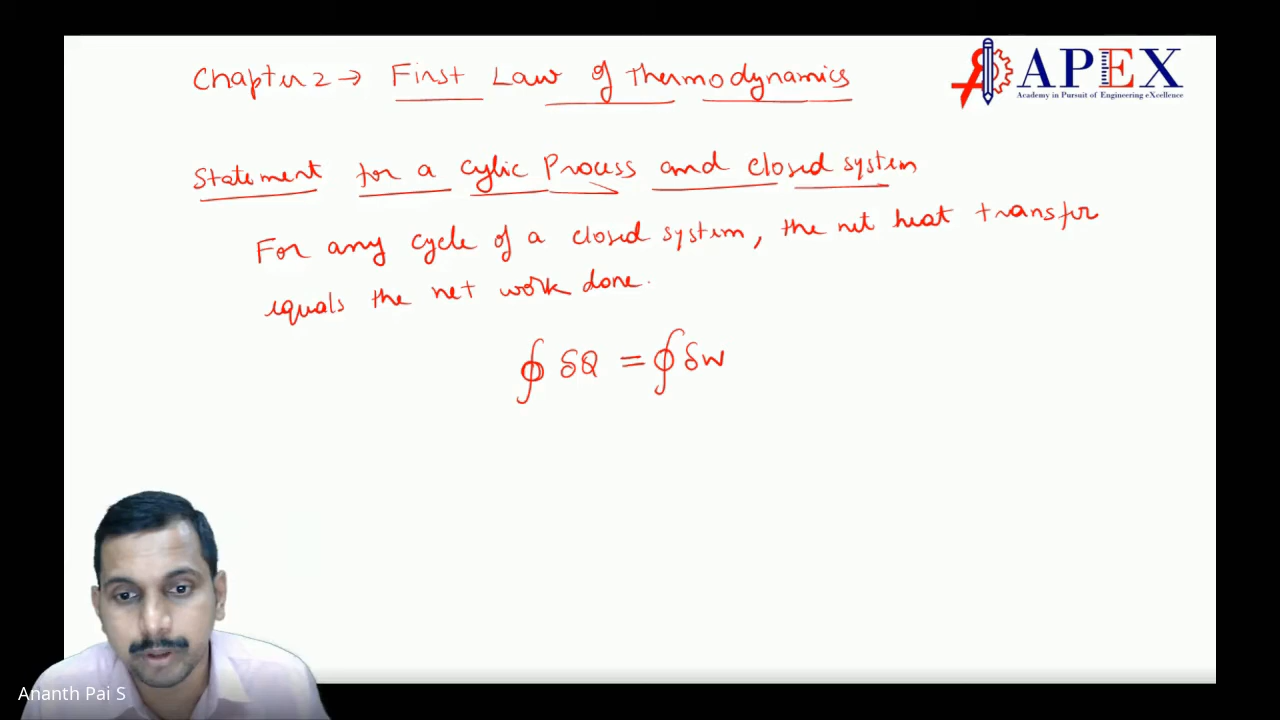 Chapter 2 → First Law of Thermodynamics
APEX
Academy in Pursuit of Engineering eXcellence
Statement for a cylic Process and closed system
For any cycle of a closed system, the net heat transfer
equals the net work done.
∮ δQ = ∮ δW
Ananth Pai S